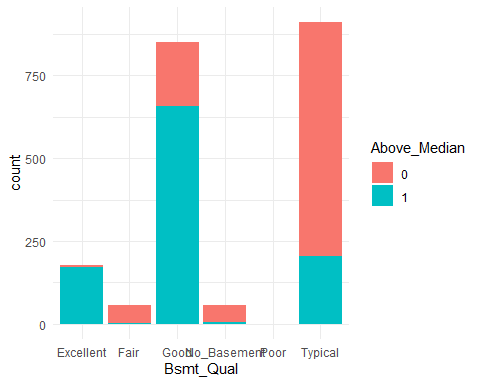 750
500
250
0
count
Excellent Fair Good No_Basement Poor Typical
Bsmt_Qual
Above_Median
0
1